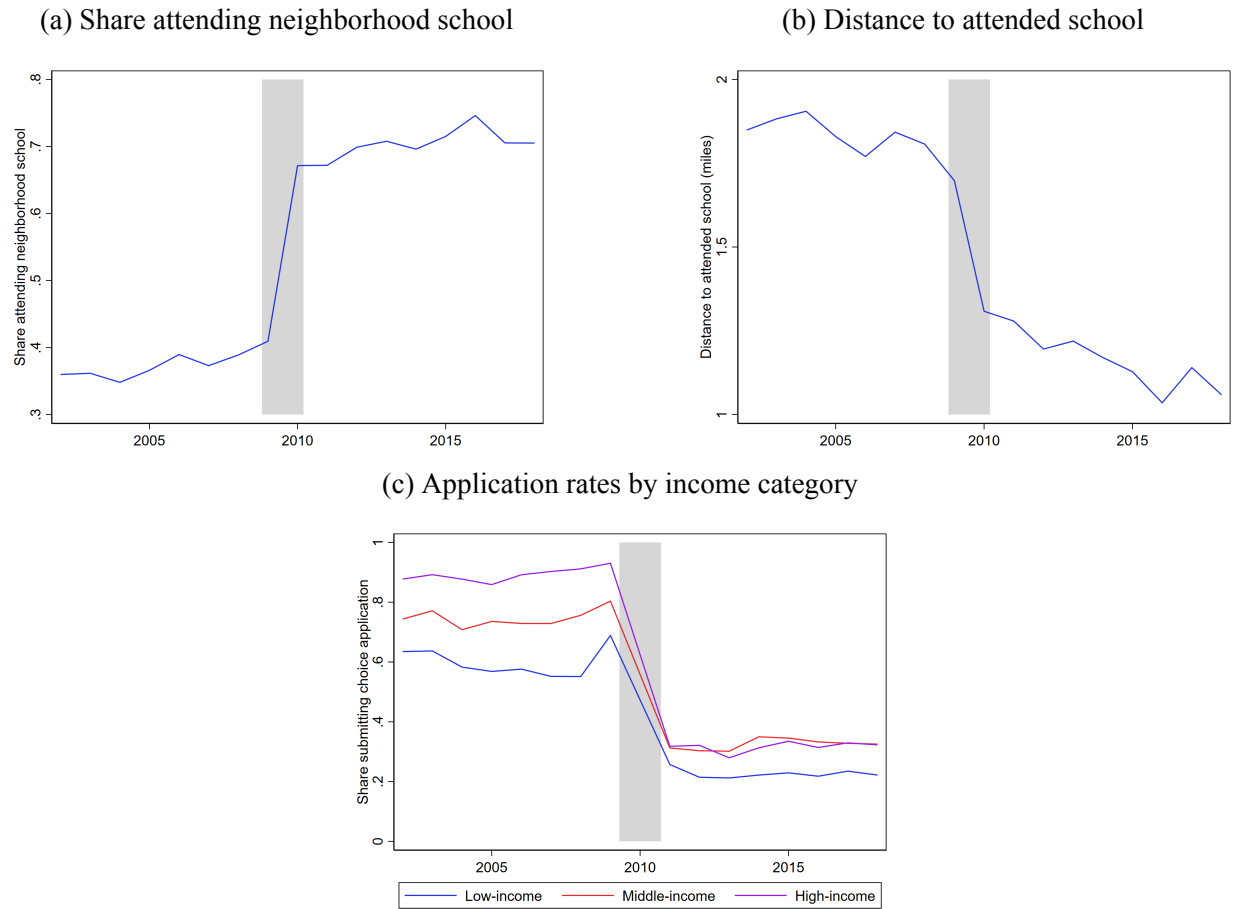 (a) Share attending neighborhood school
Share attending neighborhood school
.8
.7
.6
.5
.4
.3
2005
2010
2015
(b) Distance to attended school
Distance to attended school (miles)
2
1.5
1
2005
2010
2015
(c) Application rates by income category
Share submitting choice application
1
.8
.6
.4
.2
0
2005
2010
2015
Low-income
Middle-income
High-income